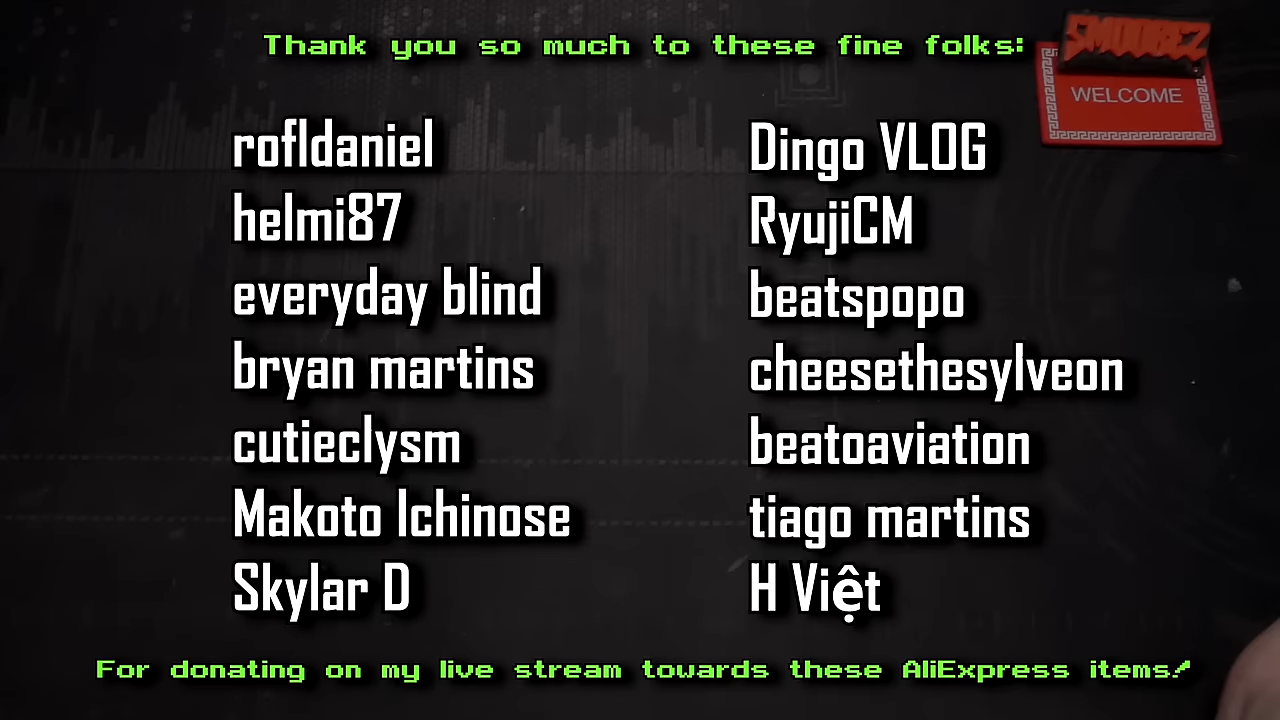 Thank you so much to these fine folks:
SMOOREZ
WELCOME
rofldaniel
helmi87
everyday blind
bryan martins
cutieclysm
Makoto Ichinose
Skylar D
Dingo VLOG
RyujiCM
beatspopo
cheesethesylveon
beatoaviation
tiago martins
H Việt
For donating on my live stream towards these AliExpress items!